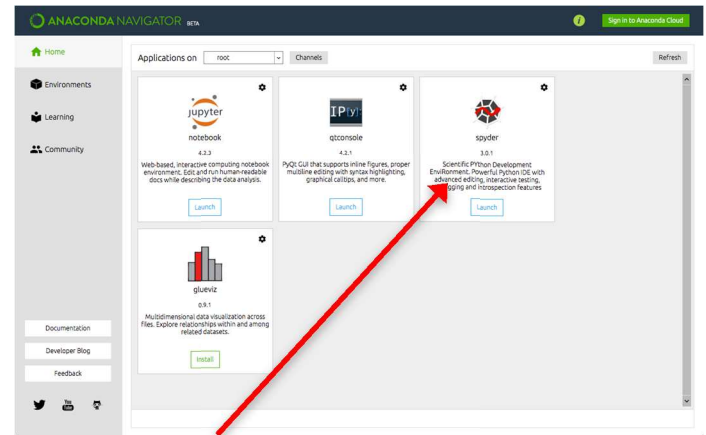 ANACONDA NAVIGATOR BETA
Sign in to Anaconda Cloud
Home
Environments
Learning
Community
Documentation
Developer Blog
Feedback
You
Tube
Applications on root Channels Refresh
jupyter
notebook
4.2.3
Web-based, interactive computing notebook
environment. Edit and run human-readable
docs while describing the data analysis.
Launch
IP[y]:
qtconsole
4.2.1
PyQt GUI that supports inline figures, proper
multiline editing with syntax highlighting,
graphical calltips, and more.
Launch
spyder
3.0.1
Scientific PYthon Development
EnviRonment. Powerful Python IDE with
advanced editing, interactive testing,
and introspection features
Launch
glueviz
0.9.1
Multidimensional data visualization across
files. Explore relationships within and among
related datasets.
Install